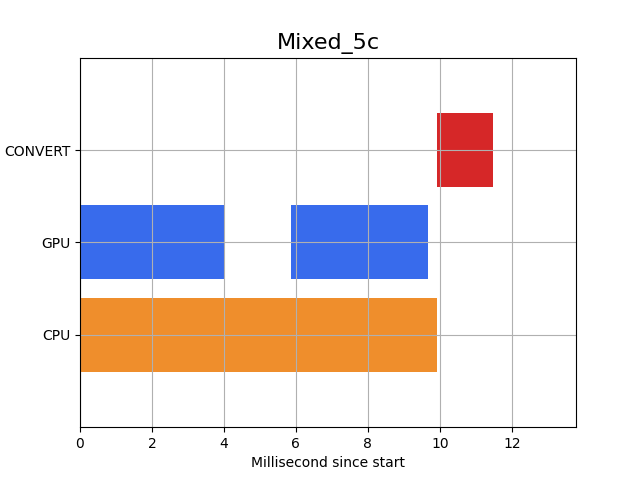 Mixed_5c
CONVERT
GPU
CPU
0 2 4 6 8 10 12
Millisecond since start